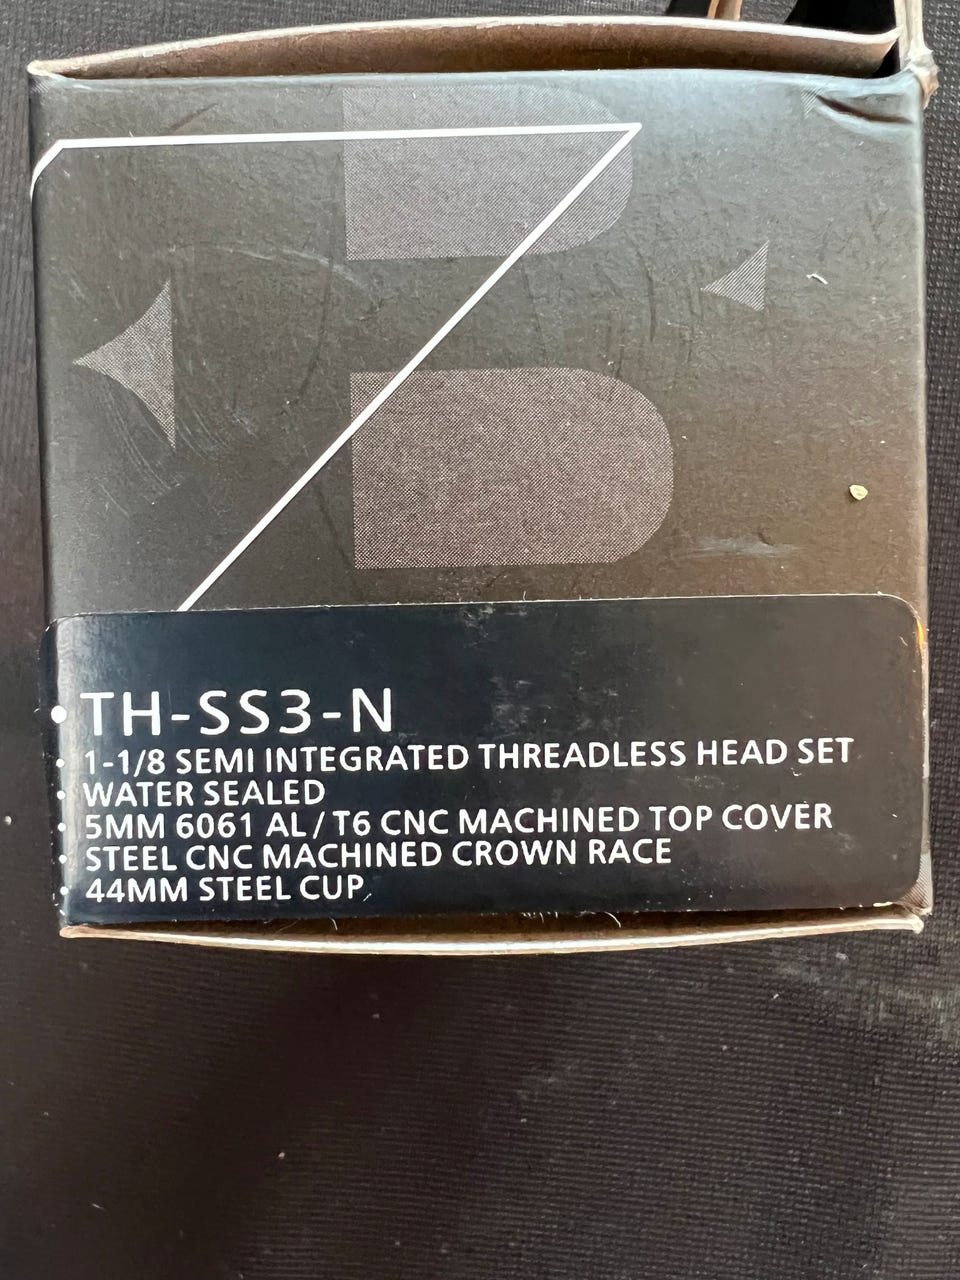 • TH-SS3-N
• 1-1/8 SEMI INTEGRATED THREADLESS HEAD SET
• WATER SEALED
• 5MM 6061 AL/T6 CNC MACHINED TOP COVER
• STEEL CNC MACHINED CROWN RACE
• 44MM STEEL CUP